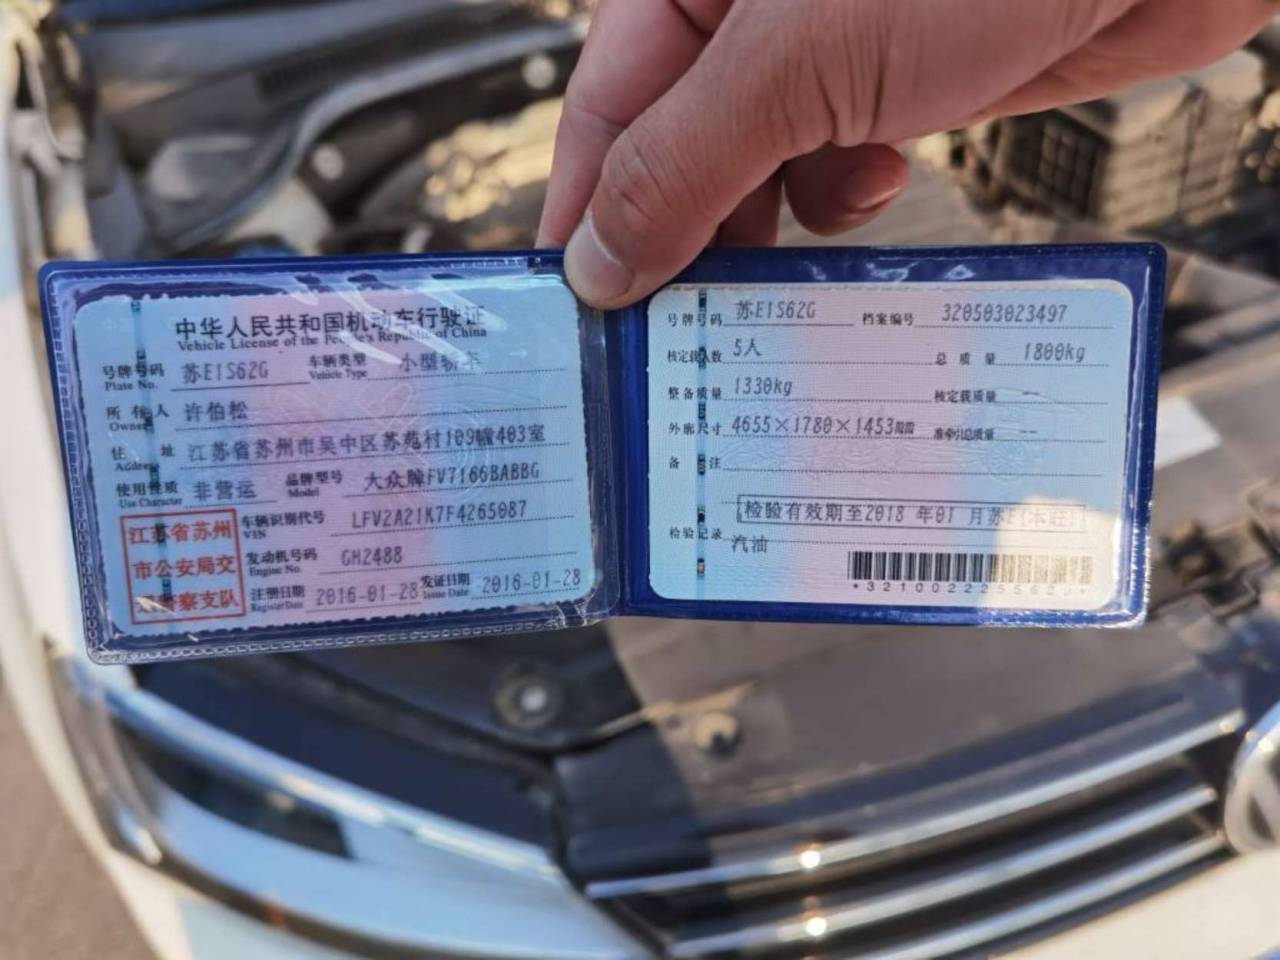 中华人民共和国机动车行驶证
Vehicle License of the People's Republic of China
号牌号码 Plate No. 苏E1S62G 车辆类型 Vehicle Type 小型轿车
所有人 Owner 许伯松
住址 Address 江苏省苏州市吴中区苏苑村109幢403室
使用性质 Use Character 非营运 品牌型号 Model 大众牌FV7166BABBG
江苏省苏州
市公安局交
警察支队
车辆识别代号 VIN LFV2A21K7F4265087
发动机号码 Engine No. GH2488
注册日期 Register Date 2016-01-28 发证日期 Issue Date 2016-01-28
号牌号码 苏E1S62G 档案编号 320503023497
核定载人数 5人 总质量 1800kg
整备质量 1330kg 核定载质量 --
外廓尺寸 4655×1780×1453mm 准牵引总质量 --
备注
检验有效期至2018 年01 月苏E
检验记录
汽油